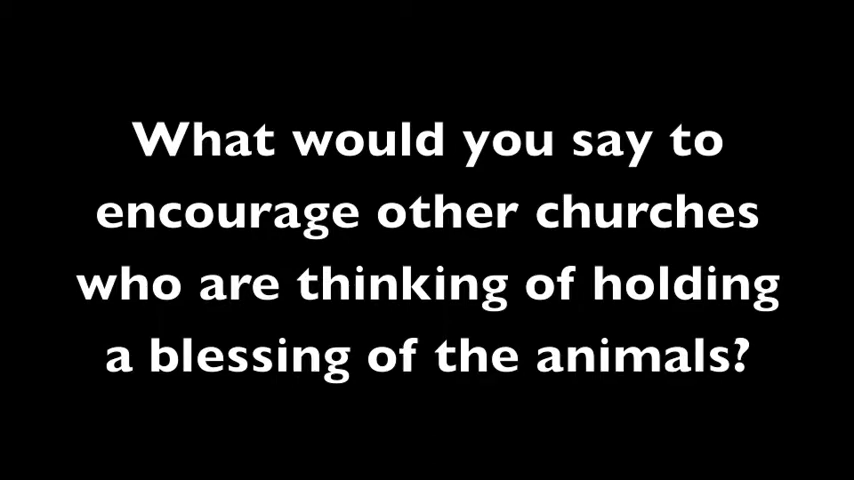 What would you say to
encourage other churches
who are thinking of holding
a blessing of the animals?